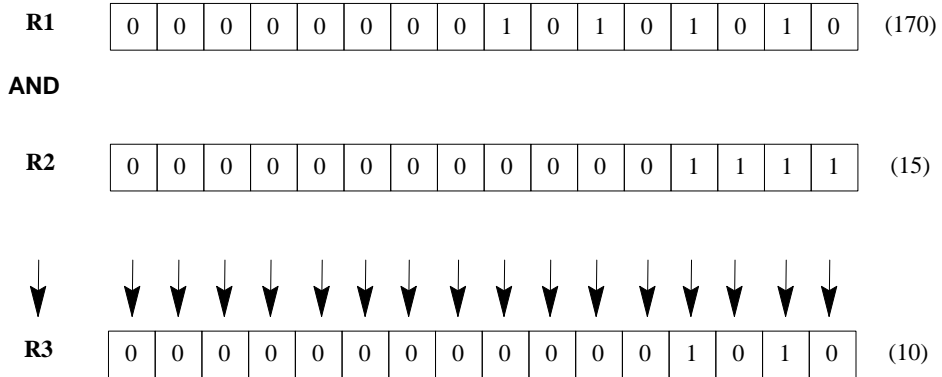 R1 0 0 0 0 0 0 0 0 1 0 1 0 1 0 1 0 (170)
AND
R2 0 0 0 0 0 0 0 0 0 0 0 0 1 1 1 1 (15)
R3 0 0 0 0 0 0 0 0 0 0 0 0 1 0 1 0 (10)